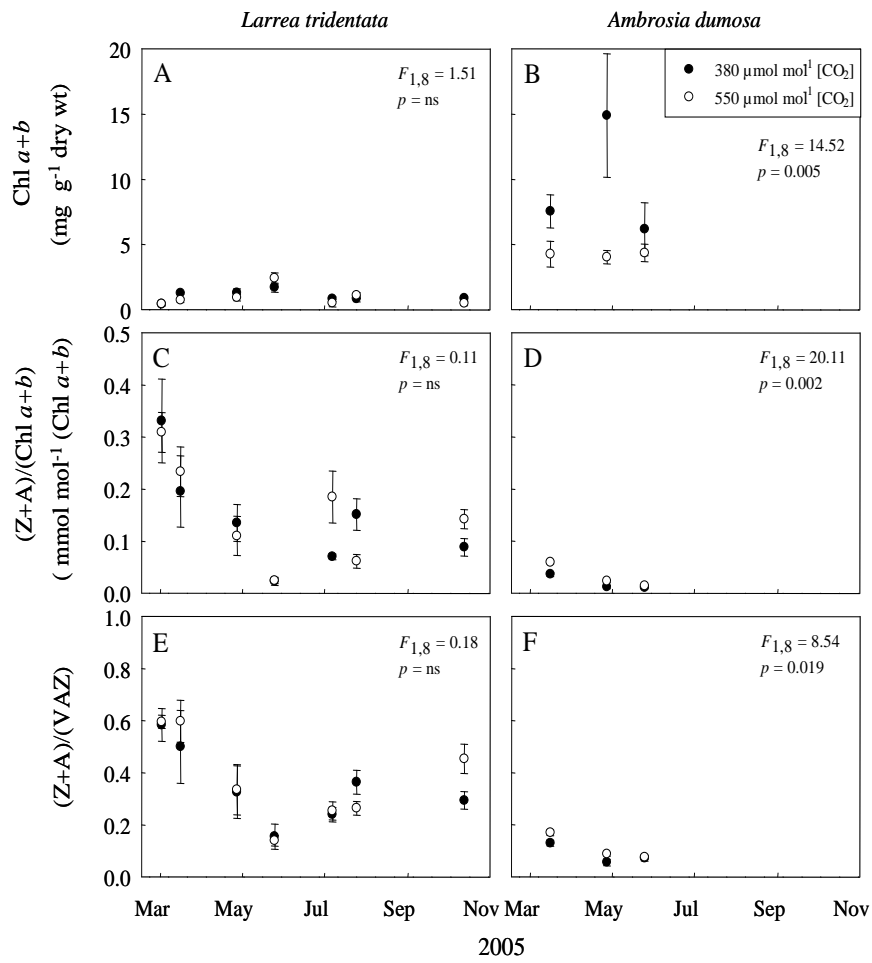 Larrea tridentata
Ambrosia dumosa
Chl a+b
(mg g-1 dry wt)
20
15
10
5
0
A
F1,8 = 1.51
p = ns
B
380 µmol mol1 [CO2]
550 µmol mol1 [CO2]
F1,8 = 14.52
p = 0.005
(Z+A)/(Chl a+b)
( mmol mol-1 (Chl a+b)
0.5
0.4
0.3
0.2
0.1
0.0
C
F1,8 = 0.11
p = ns
D
F1,8 = 20.11
p = 0.002
(Z+A)/(VAZ)
1.0
0.8
0.6
0.4
0.2
0.0
E
F1,8 = 0.18
p = ns
F
F1,8 = 8.54
p = 0.019
Mar May Jul Sep Nov Mar May Jul Sep Nov
2005